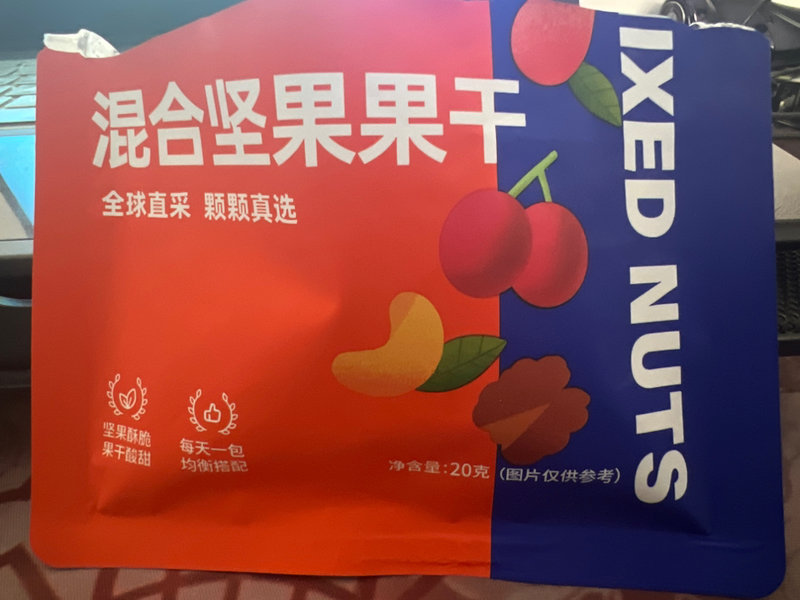 混合坚果果干
全球直采 颗颗真选
IXED NUTS
坚果酥脆
果干酸甜
每天一包
均衡搭配
净含量:20克 (图片仅供参考)